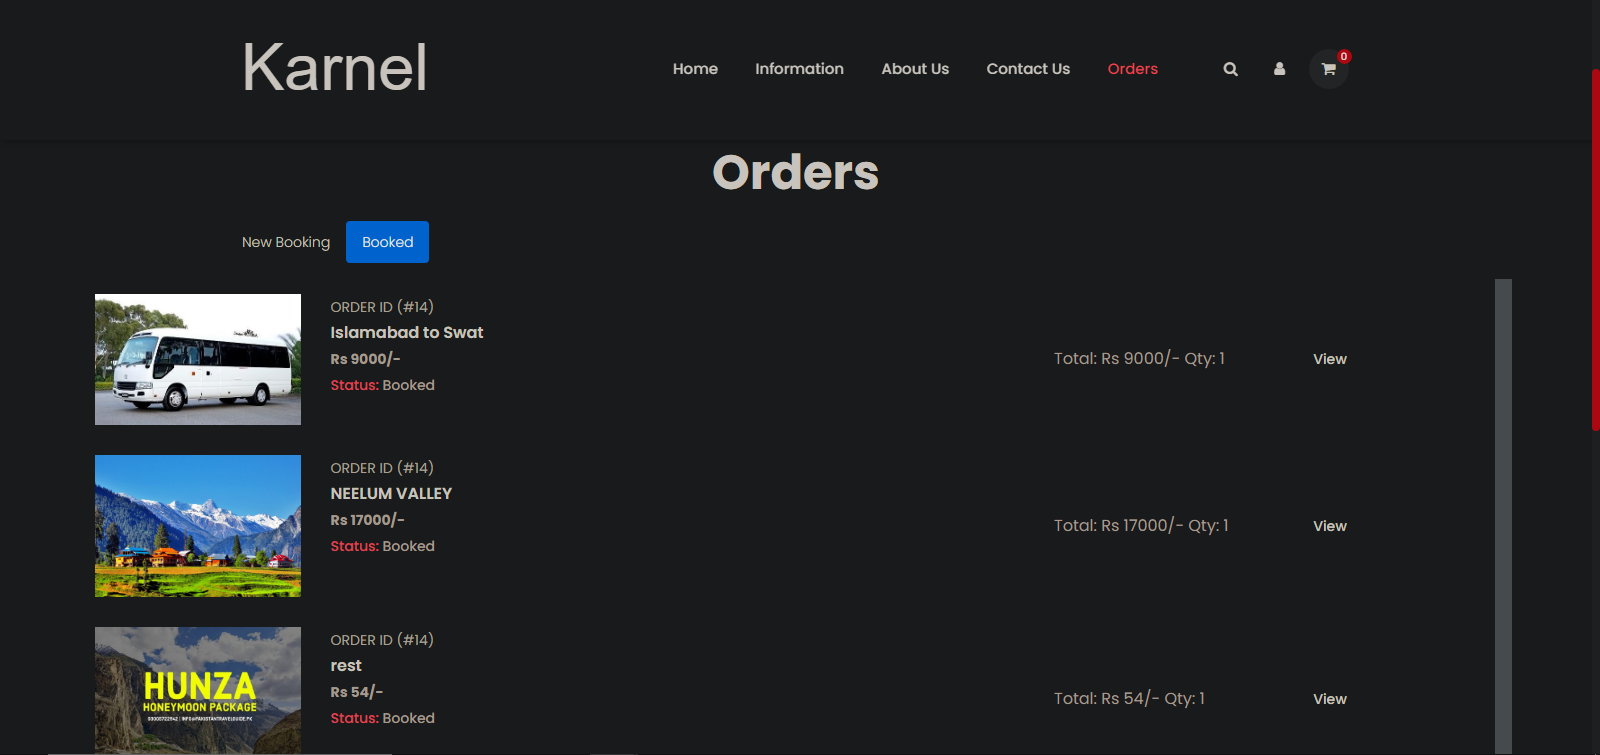 Karnel
Home Information About Us Contact Us Orders
0
Orders
New Booking Booked
ORDER ID (#14)
Islamabad to Swat
Rs 9000/-
Status: Booked
Total: Rs 9000/- Qty: 1
View
ORDER ID (#14)
NEELUM VALLEY
Rs 17000/-
Status: Booked
Total: Rs 17000/- Qty: 1
View
HUNZA
HONEYMOON PACKAGE
ORDER ID (#14)
rest
Rs 54/-
Status: Booked
Total: Rs 54/- Qty: 1
View